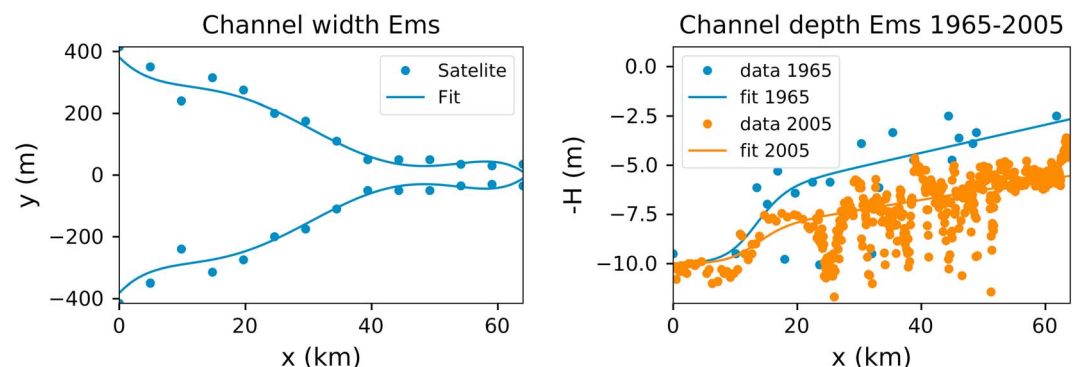 Channel width Ems
400
200
0
−200
−400
y (m)
0
20
40
60
x (km)
Satelite
Fit
Channel depth Ems 1965-2005
0.0
−2.5
−5.0
−7.5
−10.0
-H (m)
0
20
40
60
x (km)
data 1965
fit 1965
data 2005
fit 2005